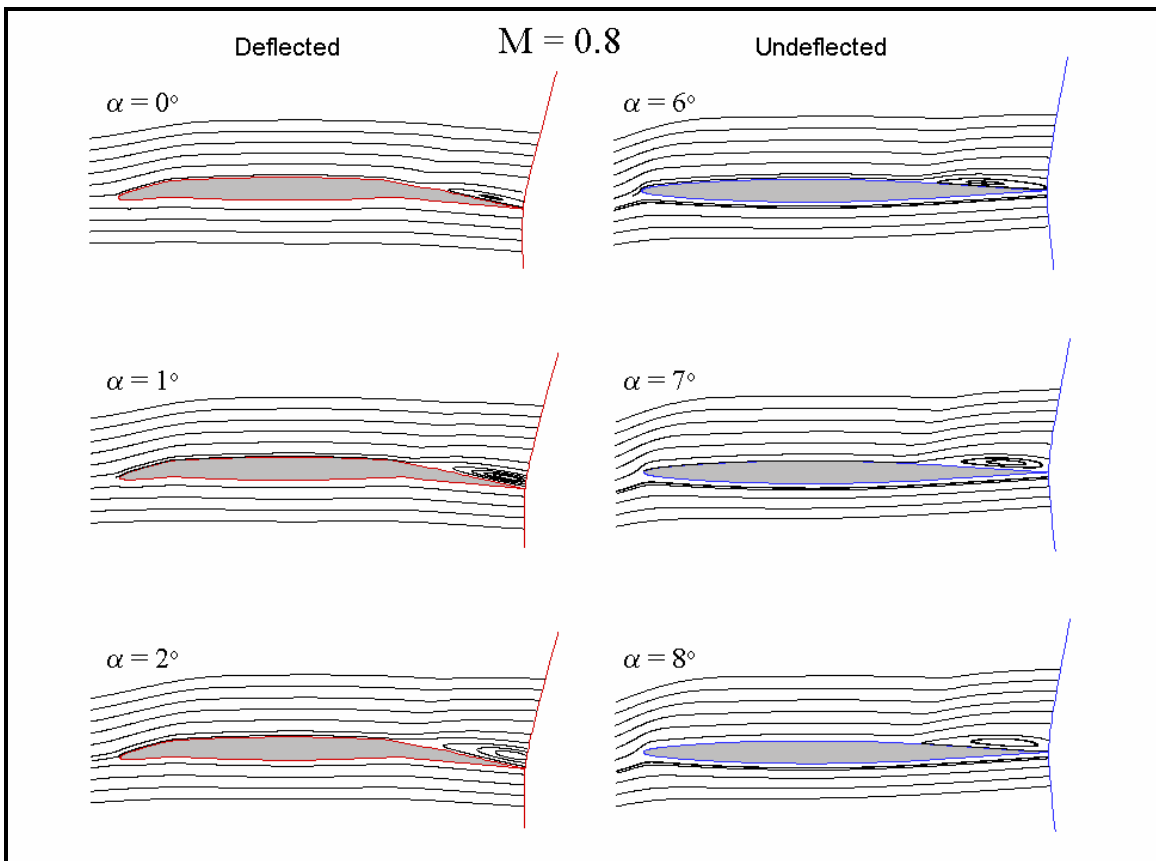 Deflected M = 0.8 Undeflected
α = 0° α = 6°
α = 1° α = 7°
α = 2° α = 8°